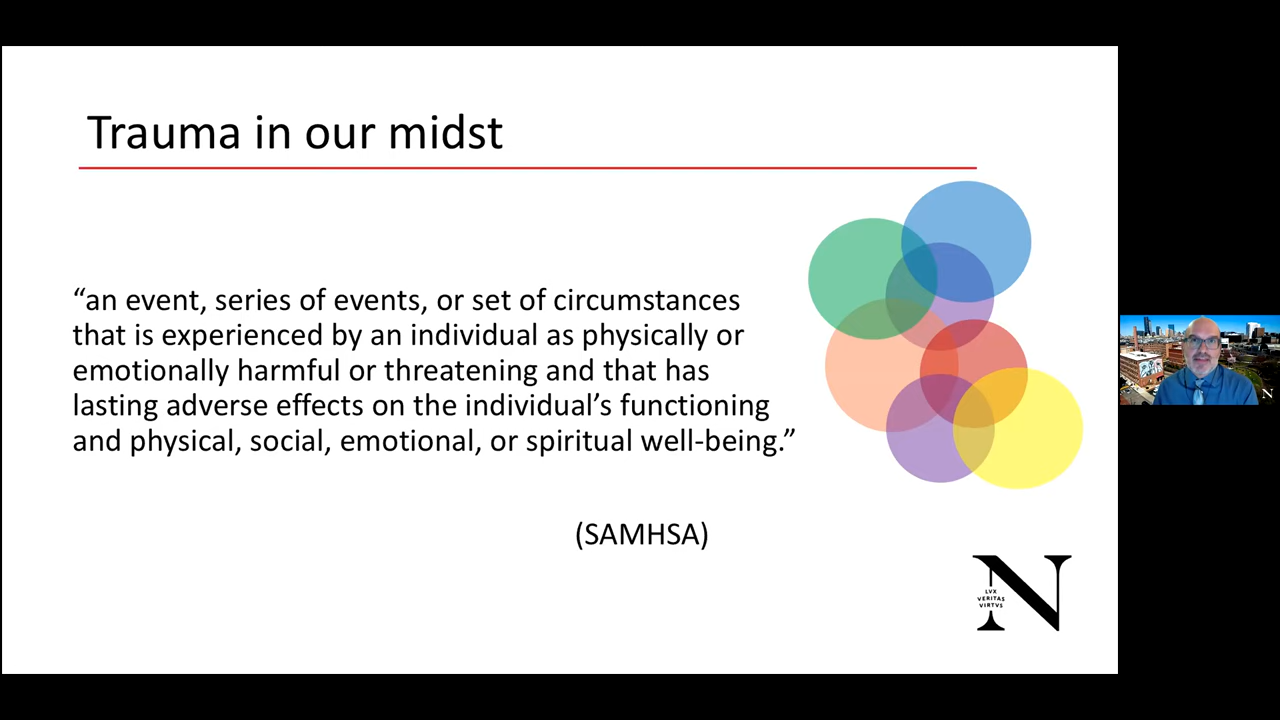 Trauma in our midst
“an event, series of events, or set of circumstances
that is experienced by an individual as physically or
emotionally harmful or threatening and that has
lasting adverse effects on the individual’s functioning
and physical, social, emotional, or spiritual well-being.”
(SAMHSA)
LVX
VERITAS
VIRTVS
N
N